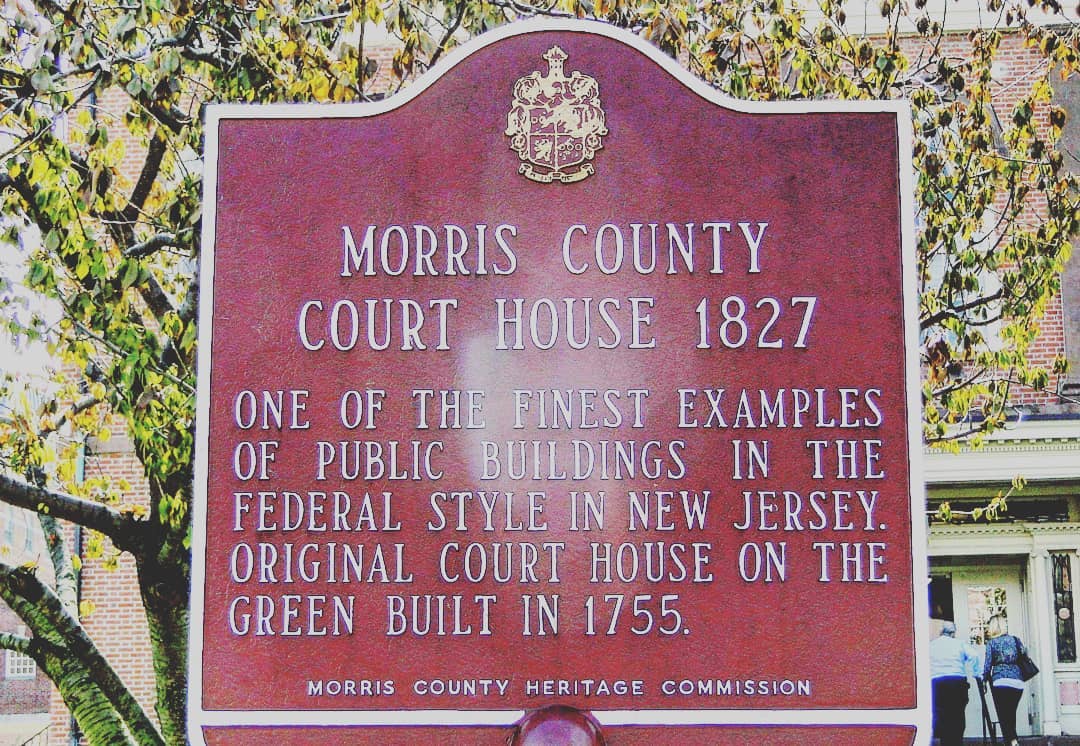 MORRIS COUNTY
COURT HOUSE 1827
ONE OF THE FINEST EXAMPLES
OF PUBLIC BUILDINGS IN THE
FEDERAL STYLE IN NEW JERSEY.
ORIGINAL COURT HOUSE ON THE
GREEN BUILT IN 1755.
MORRIS COUNTY HERITAGE COMMISSION